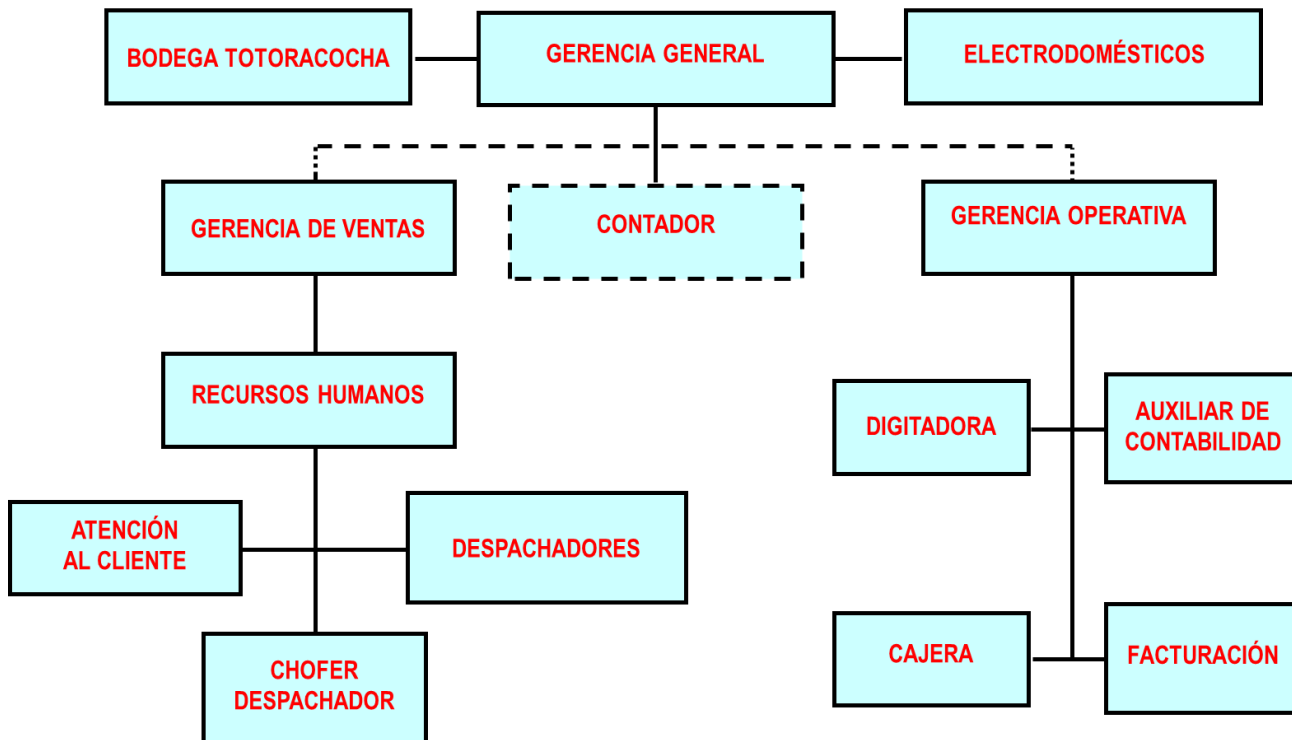 BODEGA TOTORACOCHA
GERENCIA GENERAL
ELECTRODOMÉSTICOS
GERENCIA DE VENTAS
CONTADOR
GERENCIA OPERATIVA
RECURSOS HUMANOS
DIGITADORA
AUXILIAR DE
CONTABILIDAD
ATENCIÓN
AL CLIENTE
DESPACHADORES
CHOFER
DESPACHADOR
CAJERA
FACTURACIÓN